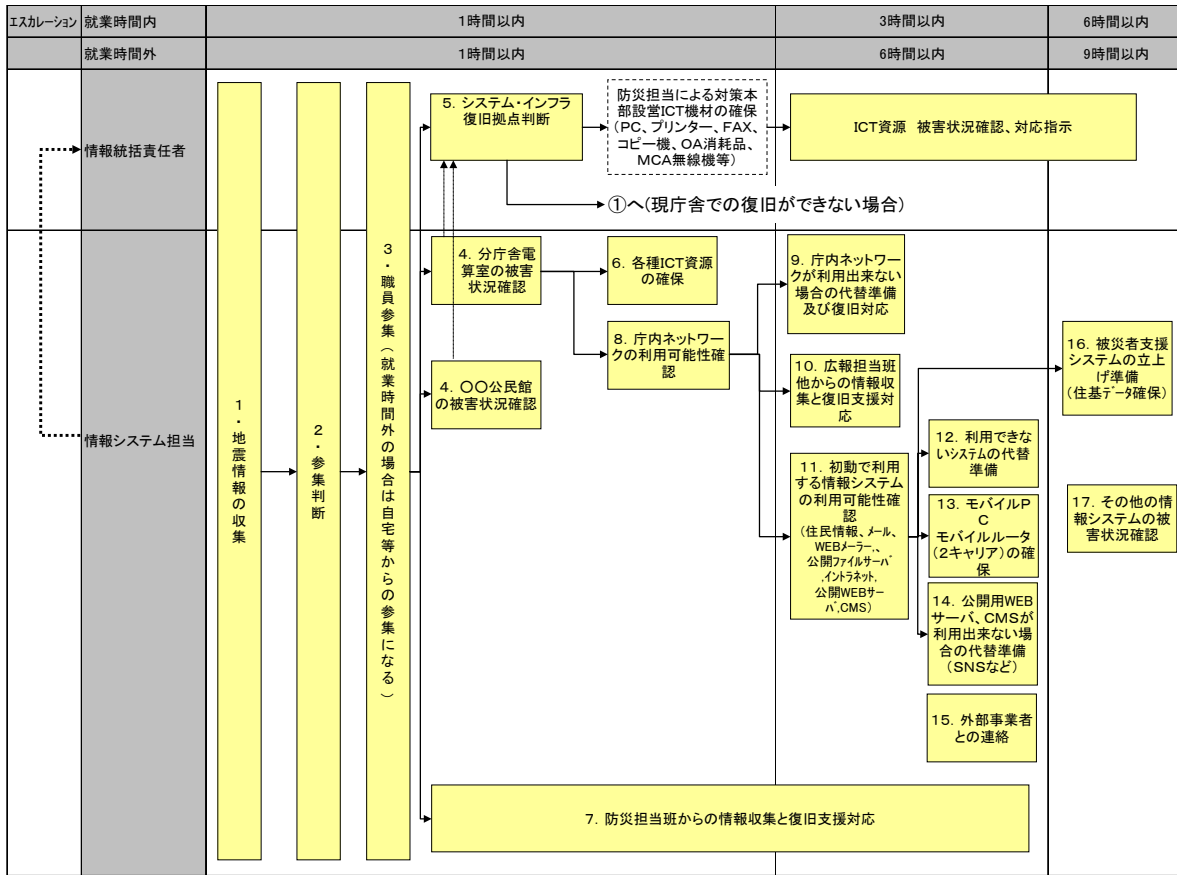 エスカレーション
就業時間内
1時間以内
3時間以内
6時間以内
就業時間外
1時間以内
6時間以内
9時間以内
情報統括責任者
情報システム担当
1・地震情報の収集
2・参集判断
3・職員参集(就業時間外の場合は自宅等からの参集になる)
5. システム・インフラ
復旧拠点判断
防災担当による対策本
部設営ICT機材の確保
(PC、プリンター、FAX、
コピー機、OA消耗品、
MCA無線機等)
ICT資源 被害状況確認、対応指示
①へ(現庁舎での復旧ができない場合)
4. 分庁舎電
算室の被害
状況確認
6. 各種ICT資源
の確保
8. 庁内ネットワー
クの利用可能性確
認
4. 〇〇公民館
の被害状況確認
9. 庁内ネットワー
クが利用出来ない
場合の代替準備
及び復旧対応
10. 広報担当班
他からの情報収
集と復旧支援対
応
11. 初動で利用
する情報システム
の利用可能性確
認
(住民情報、メール、
WEBメーラー,、
公開ファイルサーバ
,イントラネット,
公開WEBサー
バ,CMS)
12. 利用できな
いシステムの代替
準備
13. モバイルP
C
モバイルルータ
(2キャリア)の確
保
14. 公開用WEB
サーバ、CMSが
利用出来ない場
合の代替準備
(SNSなど)
15. 外部事業者
との連絡
16. 被災者支援
システムの立上
げ準備
(住基データ確保)
17. その他の情
報システムの被
害状況確認
7. 防災担当班からの情報収集と復旧支援対応